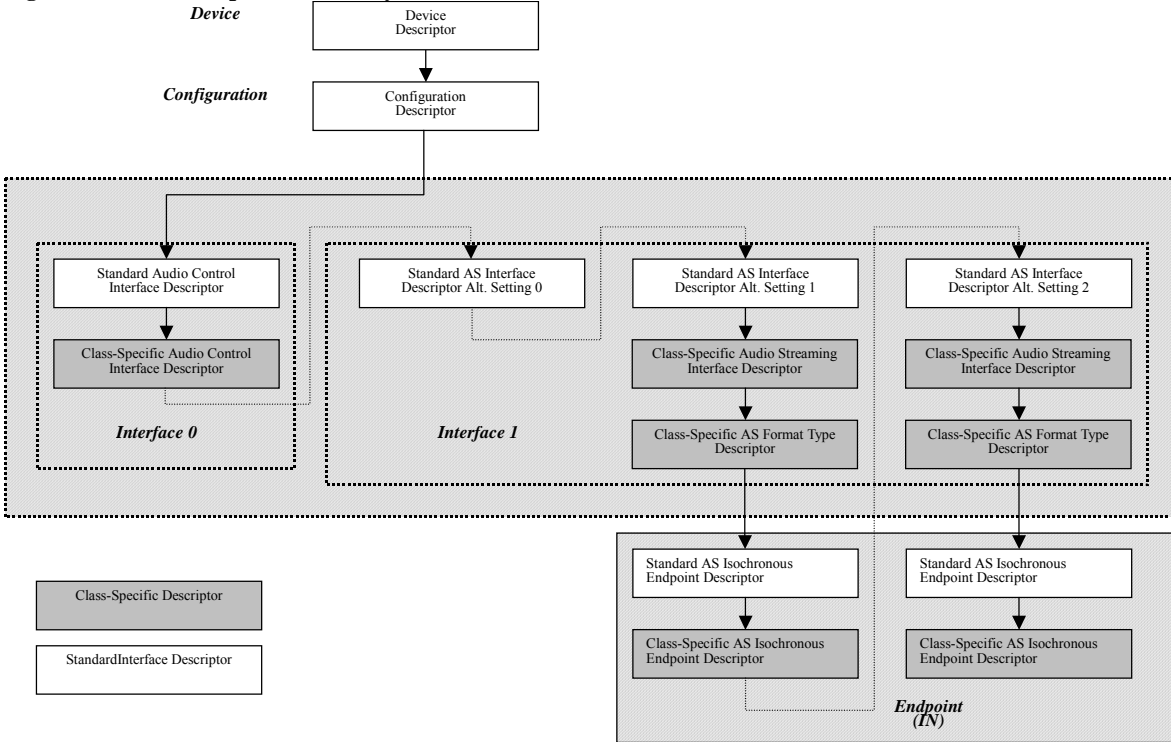 Device
Device
Descriptor
Configuration
Configuration
Descriptor
Standard Audio Control
Interface Descriptor
Standard AS Interface
Descriptor Alt. Setting 0
Standard AS Interface
Descriptor Alt. Setting 1
Standard AS Interface
Descriptor Alt. Setting 2
Class-Specific Audio Control
Interface Descriptor
Class-Specific Audio Streaming
Interface Descriptor
Class-Specific Audio Streaming
Interface Descriptor
Interface 0
Interface 1
Class-Specific AS Format Type
Descriptor
Class-Specific AS Format Type
Descriptor
Standard AS Isochronous
Endpoint Descriptor
Standard AS Isochronous
Endpoint Descriptor
Class-Specific Descriptor
StandardInterface Descriptor
Class-Specific AS Isochronous
Endpoint Descriptor
Class-Specific AS Isochronous
Endpoint Descriptor
Endpoint
(IN)